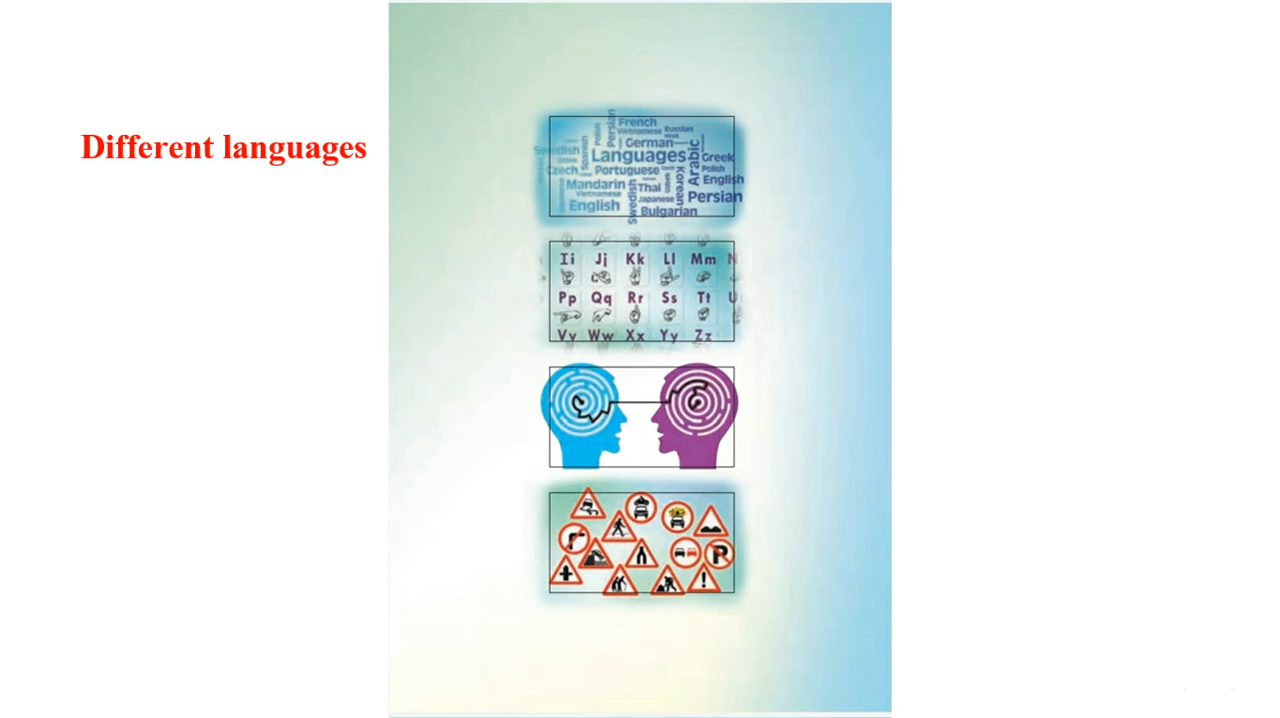 Different languages
French
Vietnamese
Russian
Hindi
Persian
Polish
Spanish
Swedish
German
Languages
Greek
Arabic
Czech
Portuguese
Polish
Korean
English
Mandarin
Thai
Vietnamese
Japanese
Persian
English
Swedish
Bulgarian
Ii Jj Kk Ll Mm N
Pp Qq Rr Ss Tt U
Vv Ww Xx Yy Zz